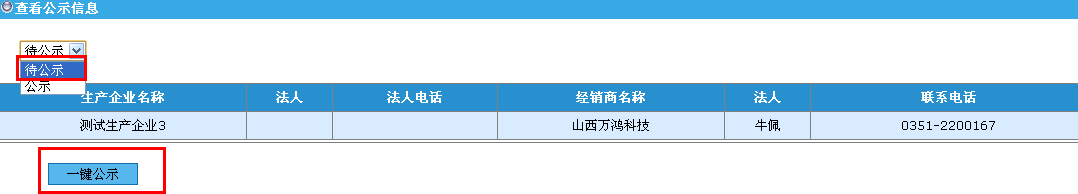 查看公示信息
待公示
待公示
公示
生产企业名称 法人 法人电话 经销商名称 法人 联系电话
测试生产企业3 山西万鸿科技 牛佩 0351-2200167
一键公示